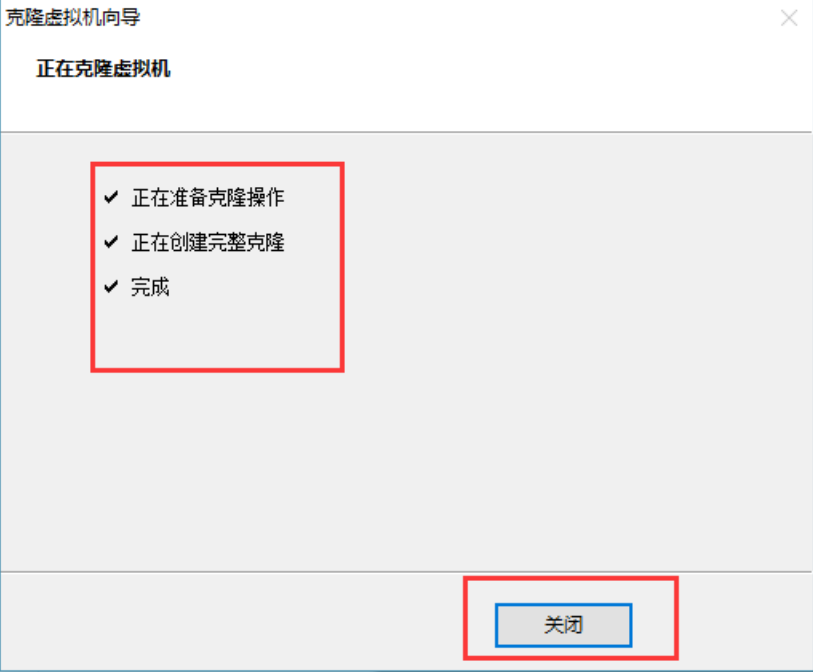 克隆虚拟机向导
正在克隆虚拟机
正在准备克隆操作
正在创建完整克隆
完成
关闭